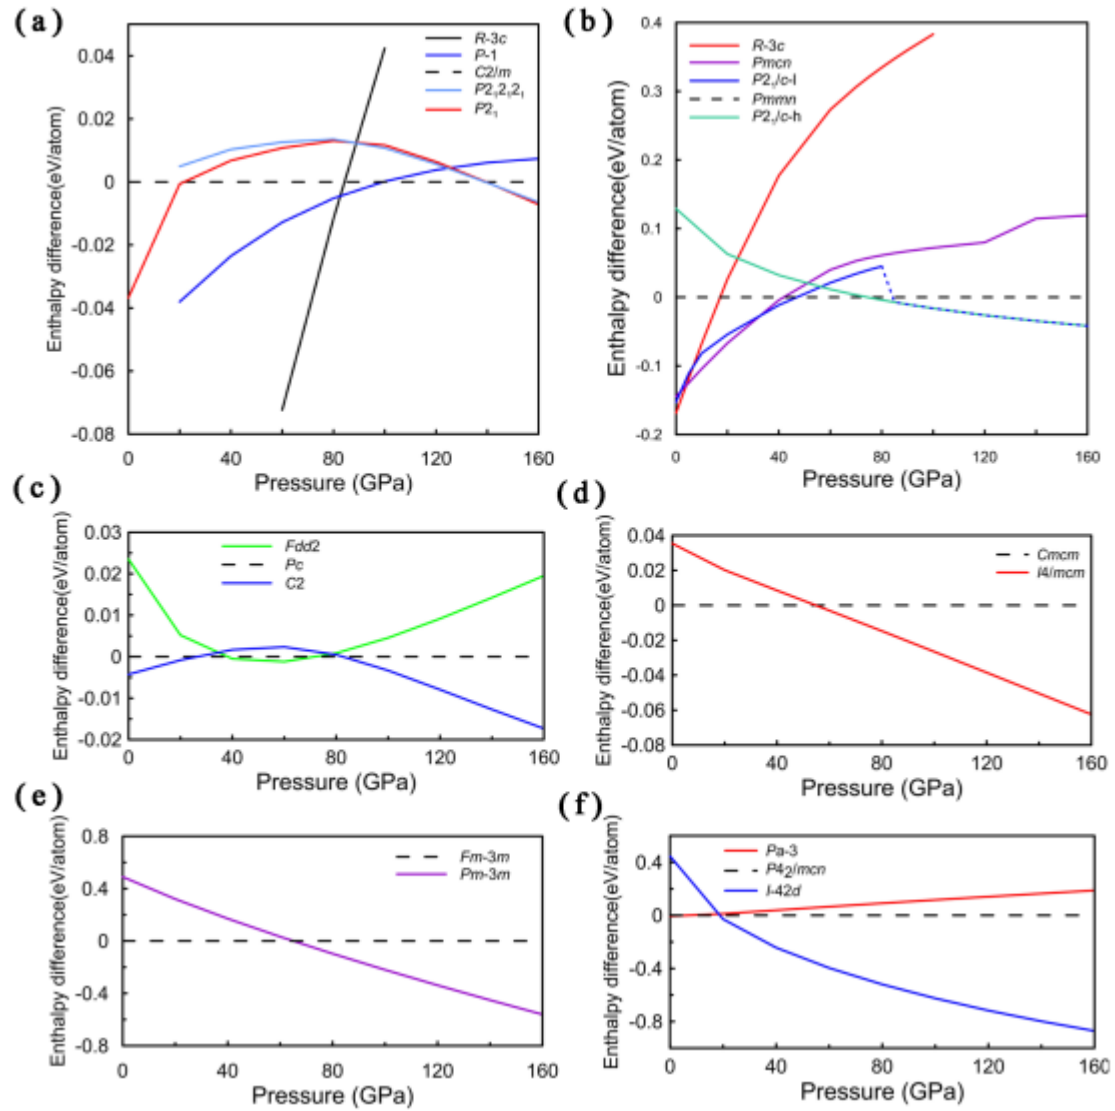 (a)
R-3c
P-1
C2/m
P2₁2₁2₁
P2₁
Enthalpy difference(eV/atom)
0.04
0.02
0
-0.02
-0.04
-0.06
-0.08
0 40 80 120 160
Pressure (GPa)
(b)
R-3c
Pmcn
P2₁/c-l
Pmmn
P2₁/c-h
Enthalpy difference(eV/atom)
0.4
0.3
0.2
0.1
0
-0.1
-0.2
0 40 80 120 160
Pressure (GPa)
(c)
Fdd2
Pc
C2
Enthalpy difference(eV/atom)
0.03
0.02
0.01
0
-0.01
-0.02
0 40 80 120 160
Pressure (GPa)
(d)
Cmcm
I4/mcm
Enthalpy difference(eV/atom)
0.04
0.02
0
-0.02
-0.04
-0.06
-0.08
0 40 80 120 160
Pressure (GPa)
(e)
Fm-3m
Pm-3m
Enthalpy difference(eV/atom)
0.8
0.4
0
-0.4
-0.8
0 40 80 120 160
Pressure (GPa)
(f)
Pa-3
P4₂/mcn
I-42d
Enthalpy difference(eV/atom)
0.4
0
-0.4
-0.8
0 40 80 120 160
Pressure (GPa)